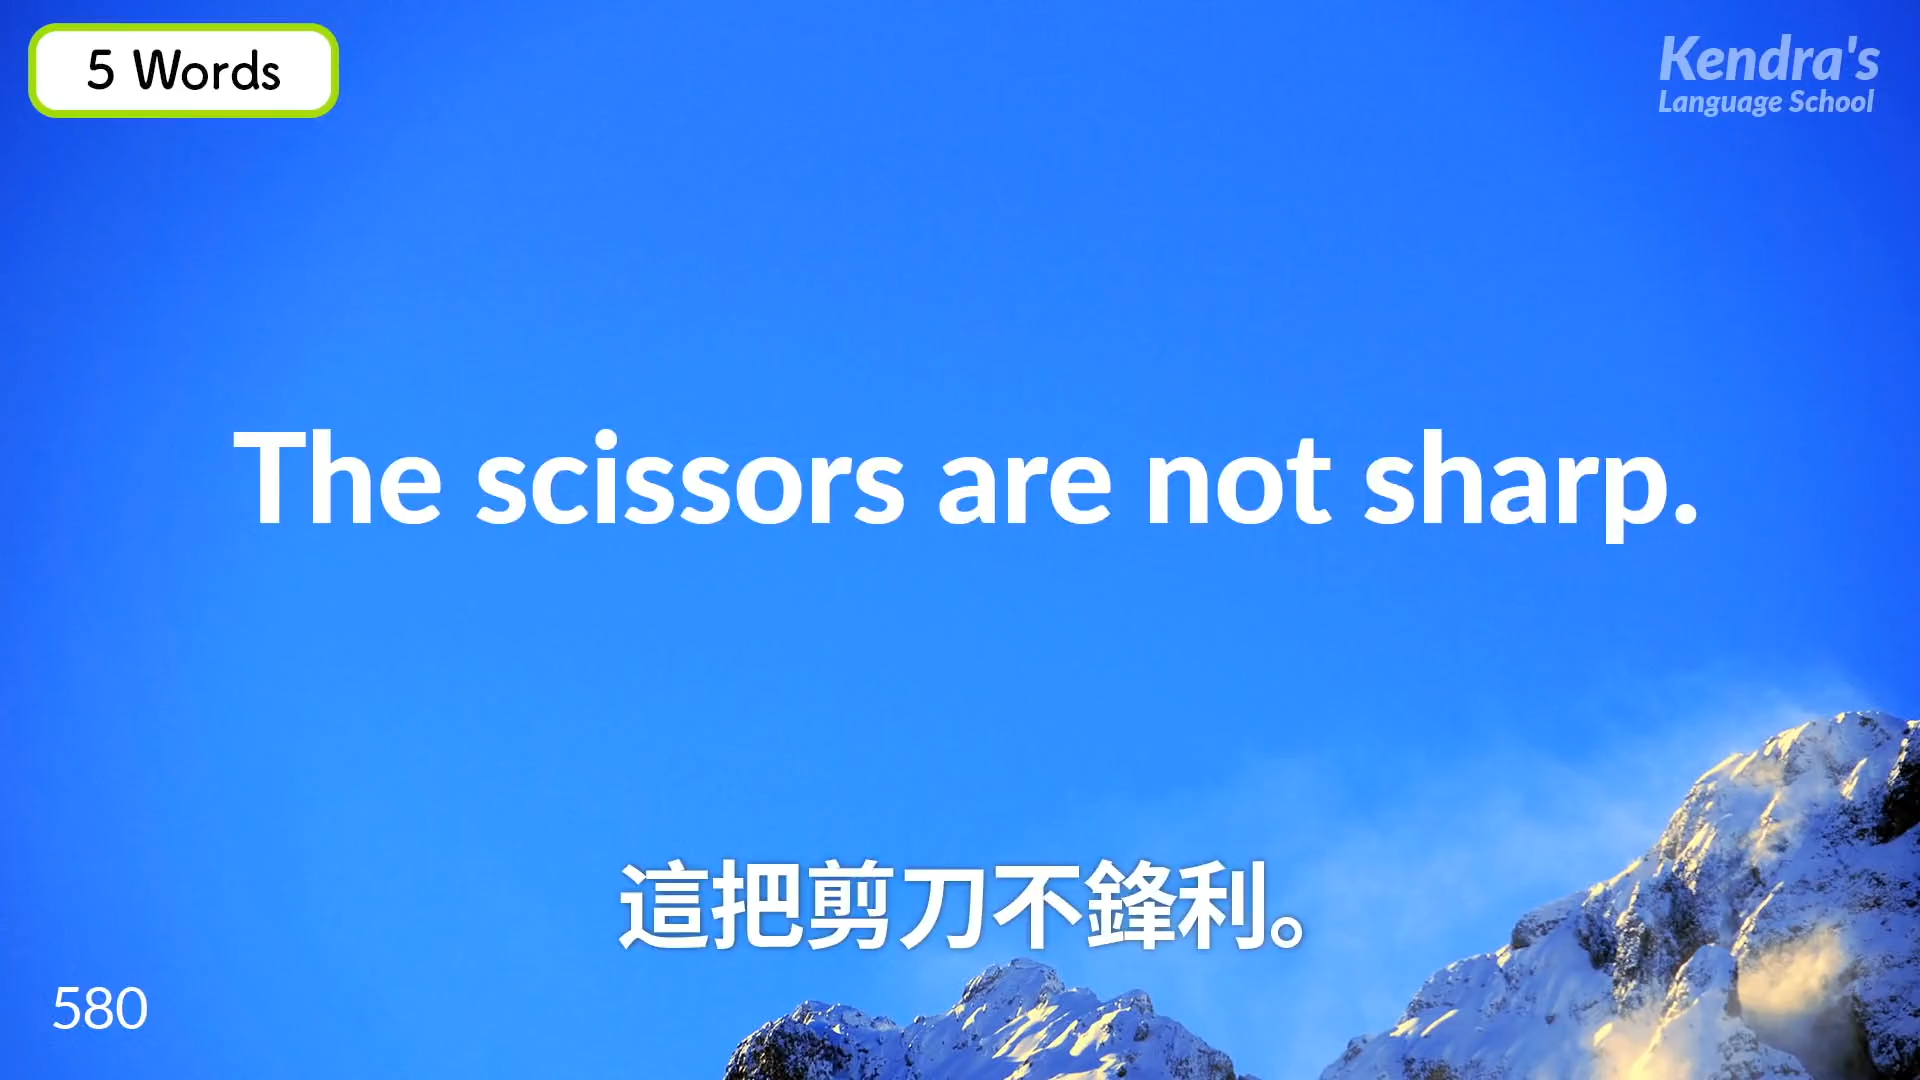 5 Words
Kendra's
Language School
The scissors are not sharp.
這把剪刀不鋒利。
580